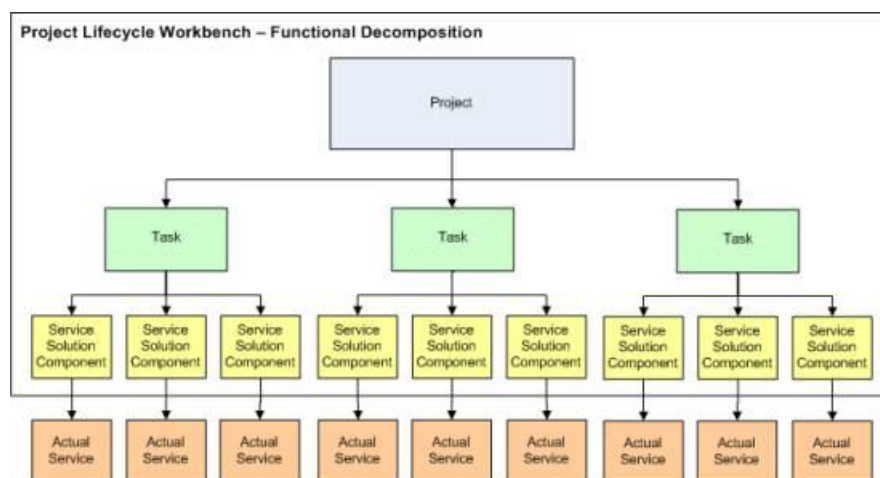 Project Lifecycle Workbench – Functional Decomposition
Project
Task
Task
Task
Service
Solution
Component
Service
Solution
Component
Service
Solution
Component
Service
Solution
Component
Service
Solution
Component
Service
Solution
Component
Service
Solution
Component
Service
Solution
Component
Service
Solution
Component
Actual
Service
Actual
Service
Actual
Service
Actual
Service
Actual
Service
Actual
Service
Actual
Service
Actual
Service
Actual
Service